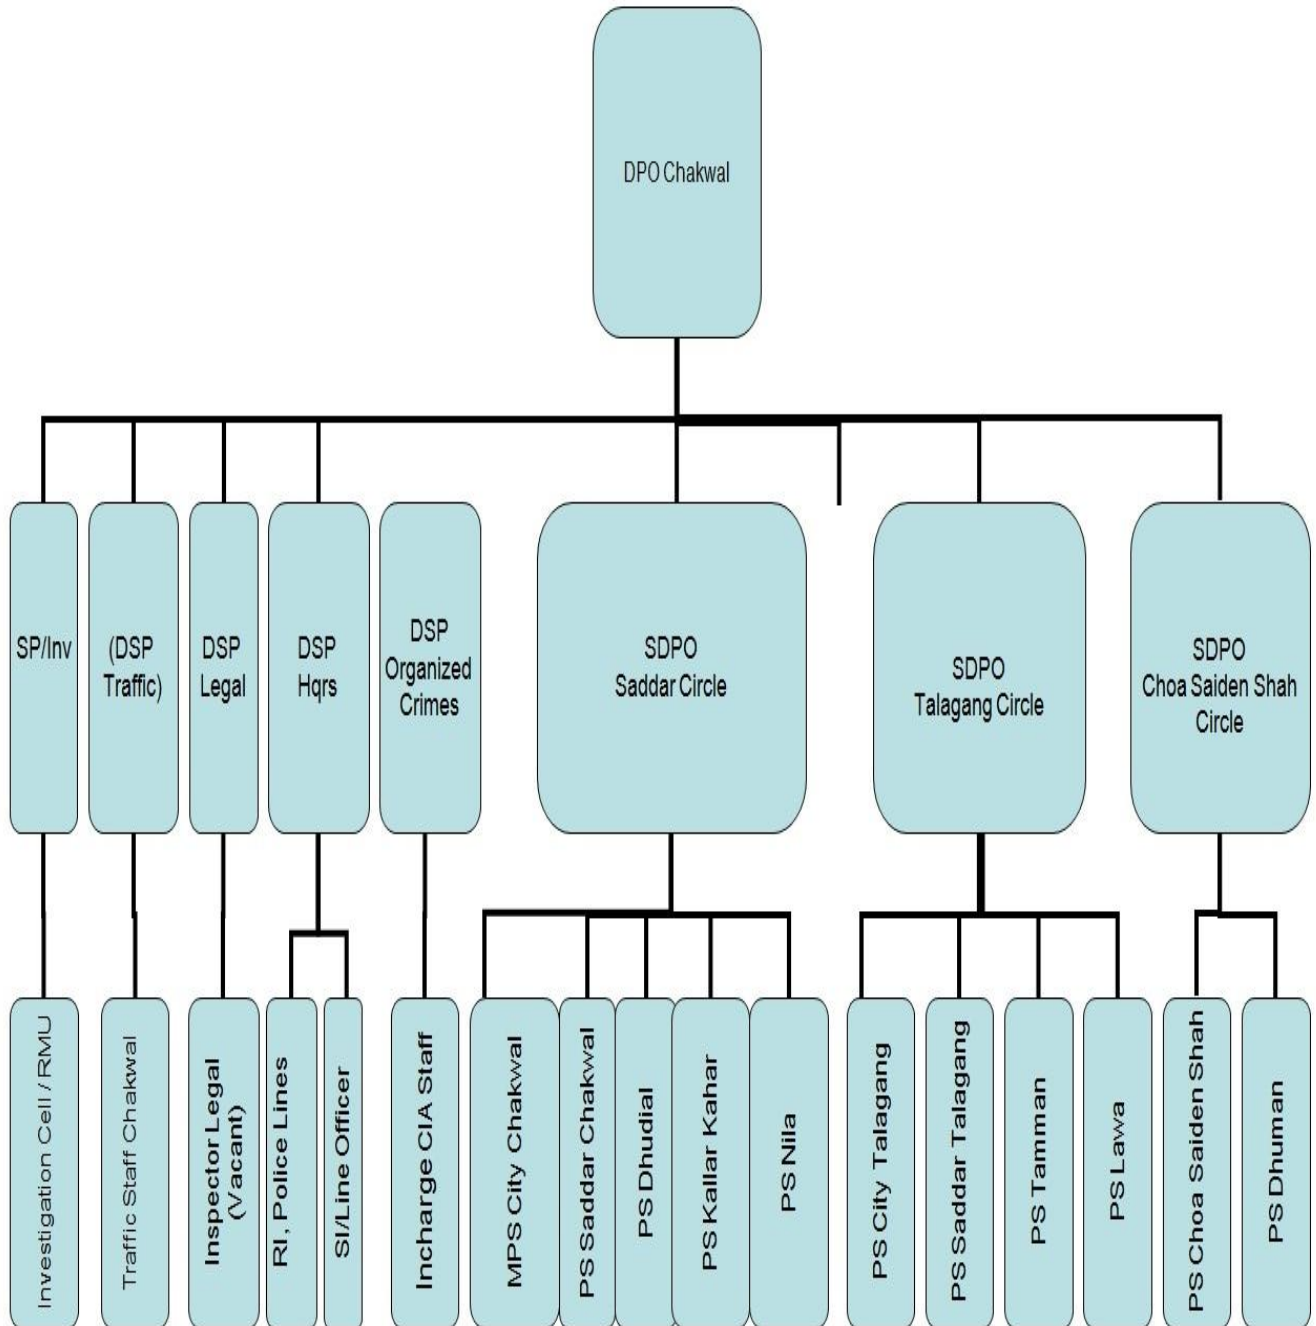 DPO Chakwal
SP/Inv
(DSP
Traffic)
DSP
Legal
DSP
Hqrs
DSP
Organized
Crimes
SDPO
Saddar Circle
SDPO
Talagang Circle
SDPO
Choa Saiden Shah
Circle
Investigation Cell / RMU
Traffic Staff Chakwal
Inspector Legal
(Vacant)
RI, Police Lines
SI/Line Officer
Incharge CIA Staff
MPS City Chakwal
PS Saddar Chakwal
PS Dhudial
PS Kallar Kahar
PS Nila
PS City Talagang
PS Saddar Talagang
PS Tamman
PS Lawa
PS Choa Saiden Shah
PS Dhuman